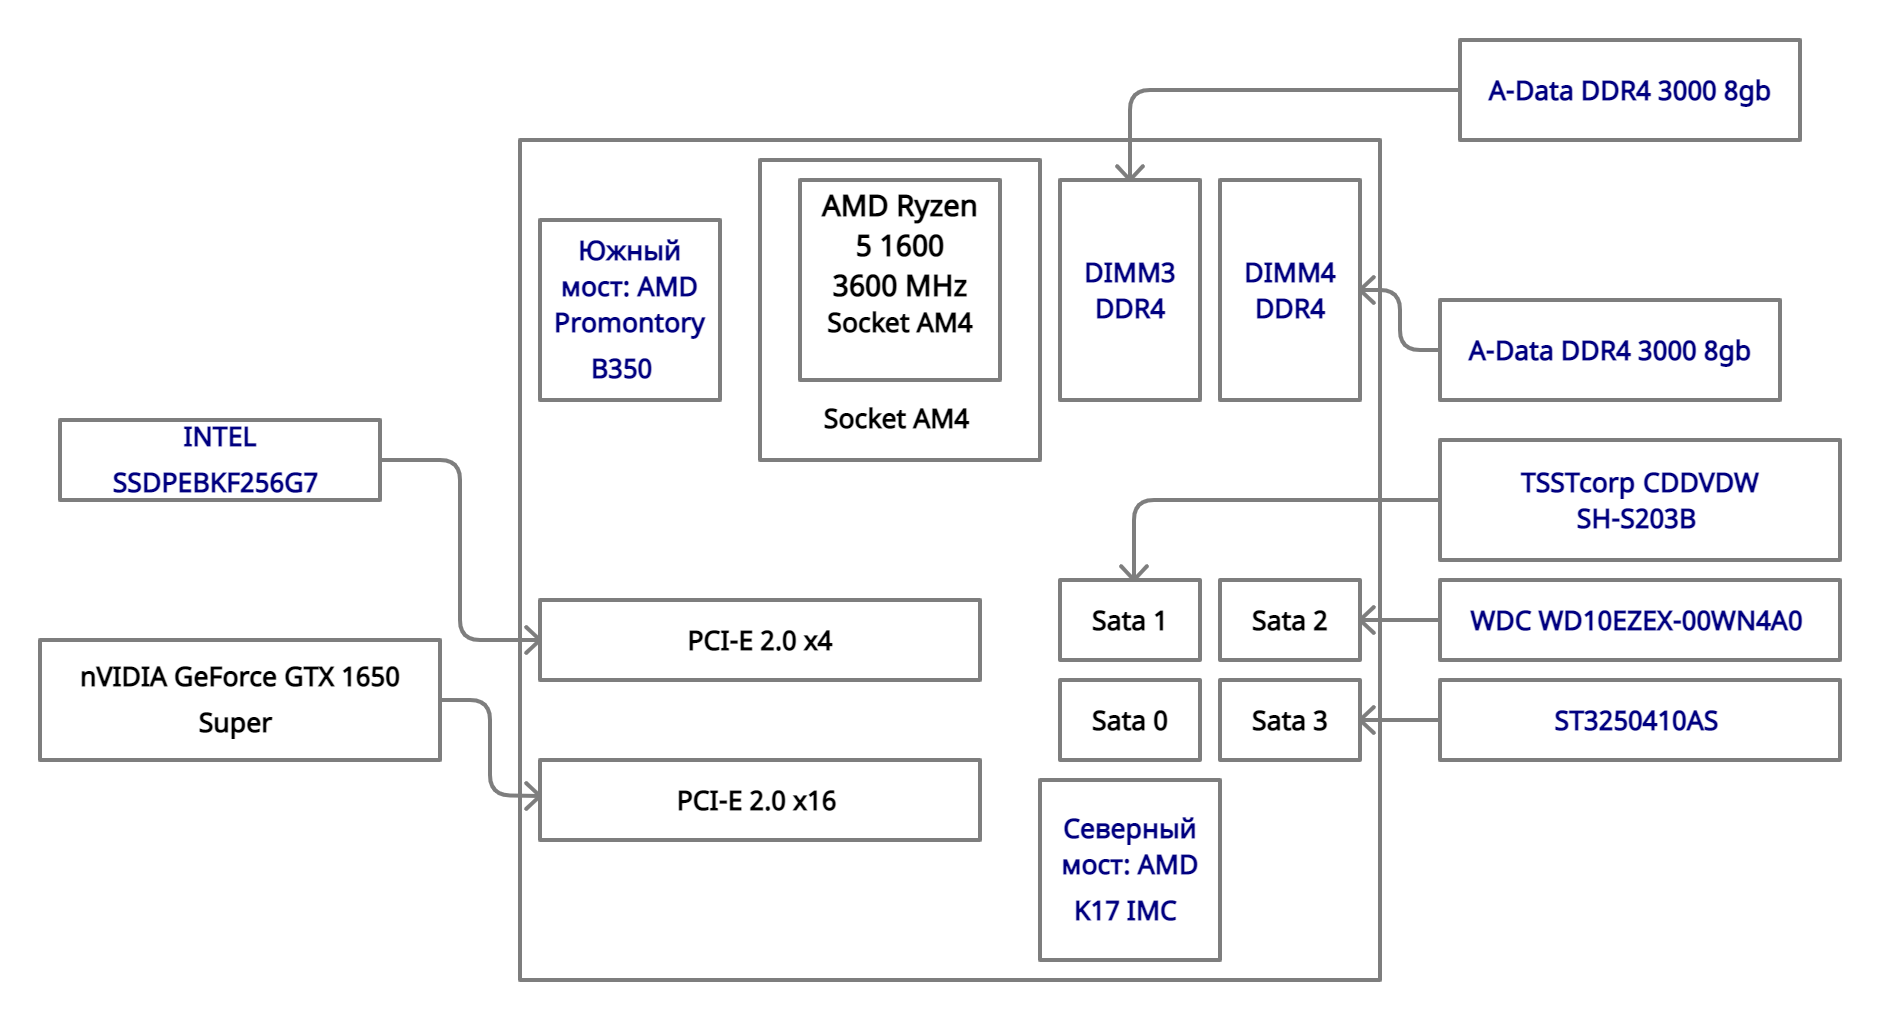 A-Data DDR4 3000 8gb
AMD Ryzen
5 1600
3600 MHz
Socket AM4
Socket AM4
Южный
мост: AMD
Promontory
B350
DIMM3
DDR4
DIMM4
DDR4
A-Data DDR4 3000 8gb
INTEL
SSDPEBKF256G7
TSSTcorp CDDVDW
SH-S203B
PCI-E 2.0 x4
Sata 1
Sata 2
WDC WD10EZEX-00WN4A0
nVIDIA GeForce GTX 1650
Super
Sata 0
Sata 3
ST3250410AS
PCI-E 2.0 x16
Северный
мост: AMD
K17 IMC